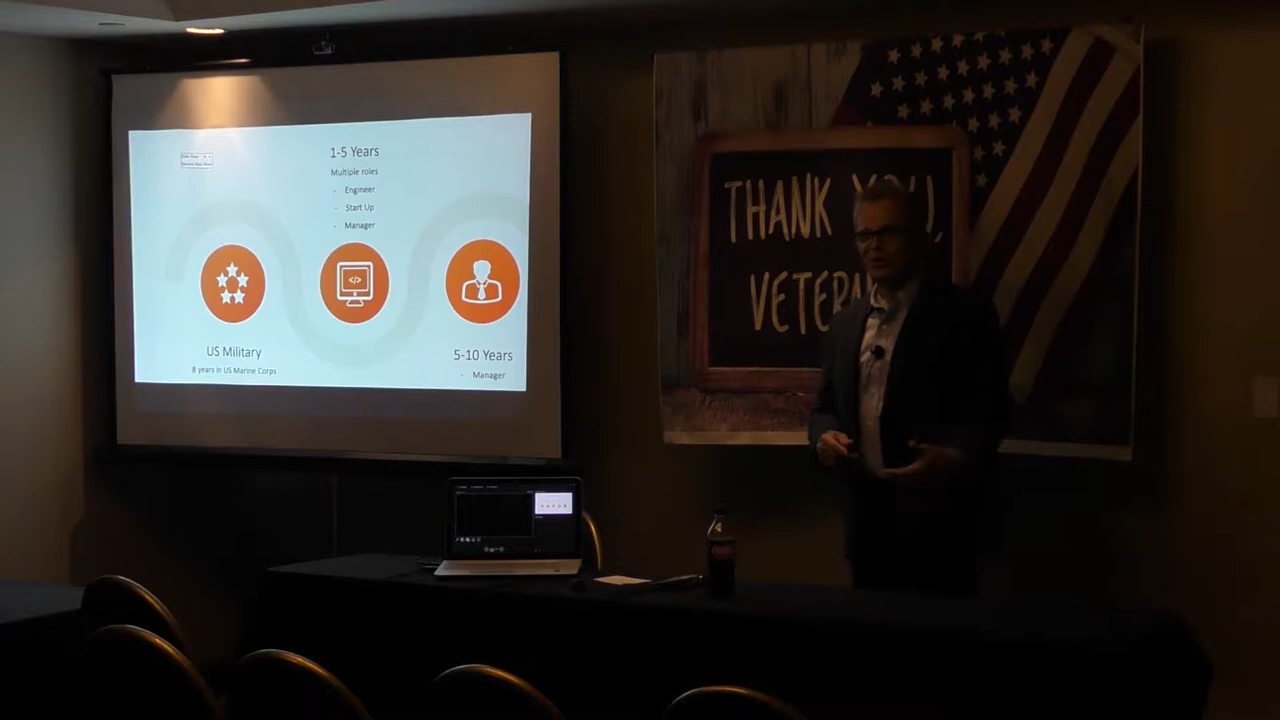 1-5 Years
Multiple roles
- Engineer
- Start Up
- Manager
</>
US Military
8 years in US Marine Corps
5-10 Years
- Manager
THANK YOU,
VETER